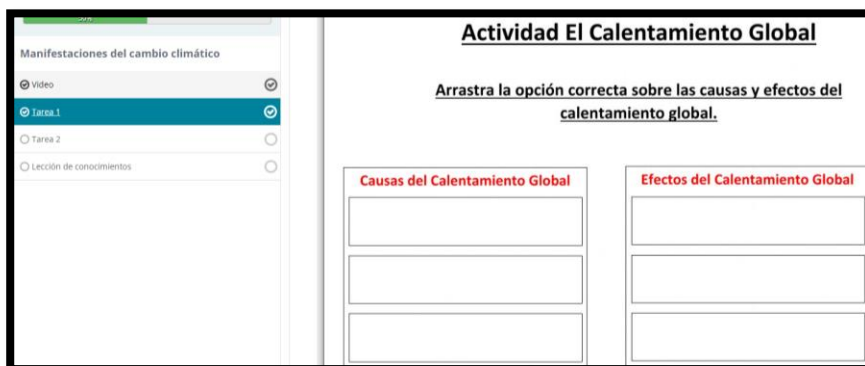 Manifestaciones del cambio climático
Video
Tarea 1
Tarea 2
Lección de conocimientos
Actividad El Calentamiento Global
Arrastra la opción correcta sobre las causas y efectos del
calentamiento global.
Causas del Calentamiento Global
Efectos del Calentamiento Global